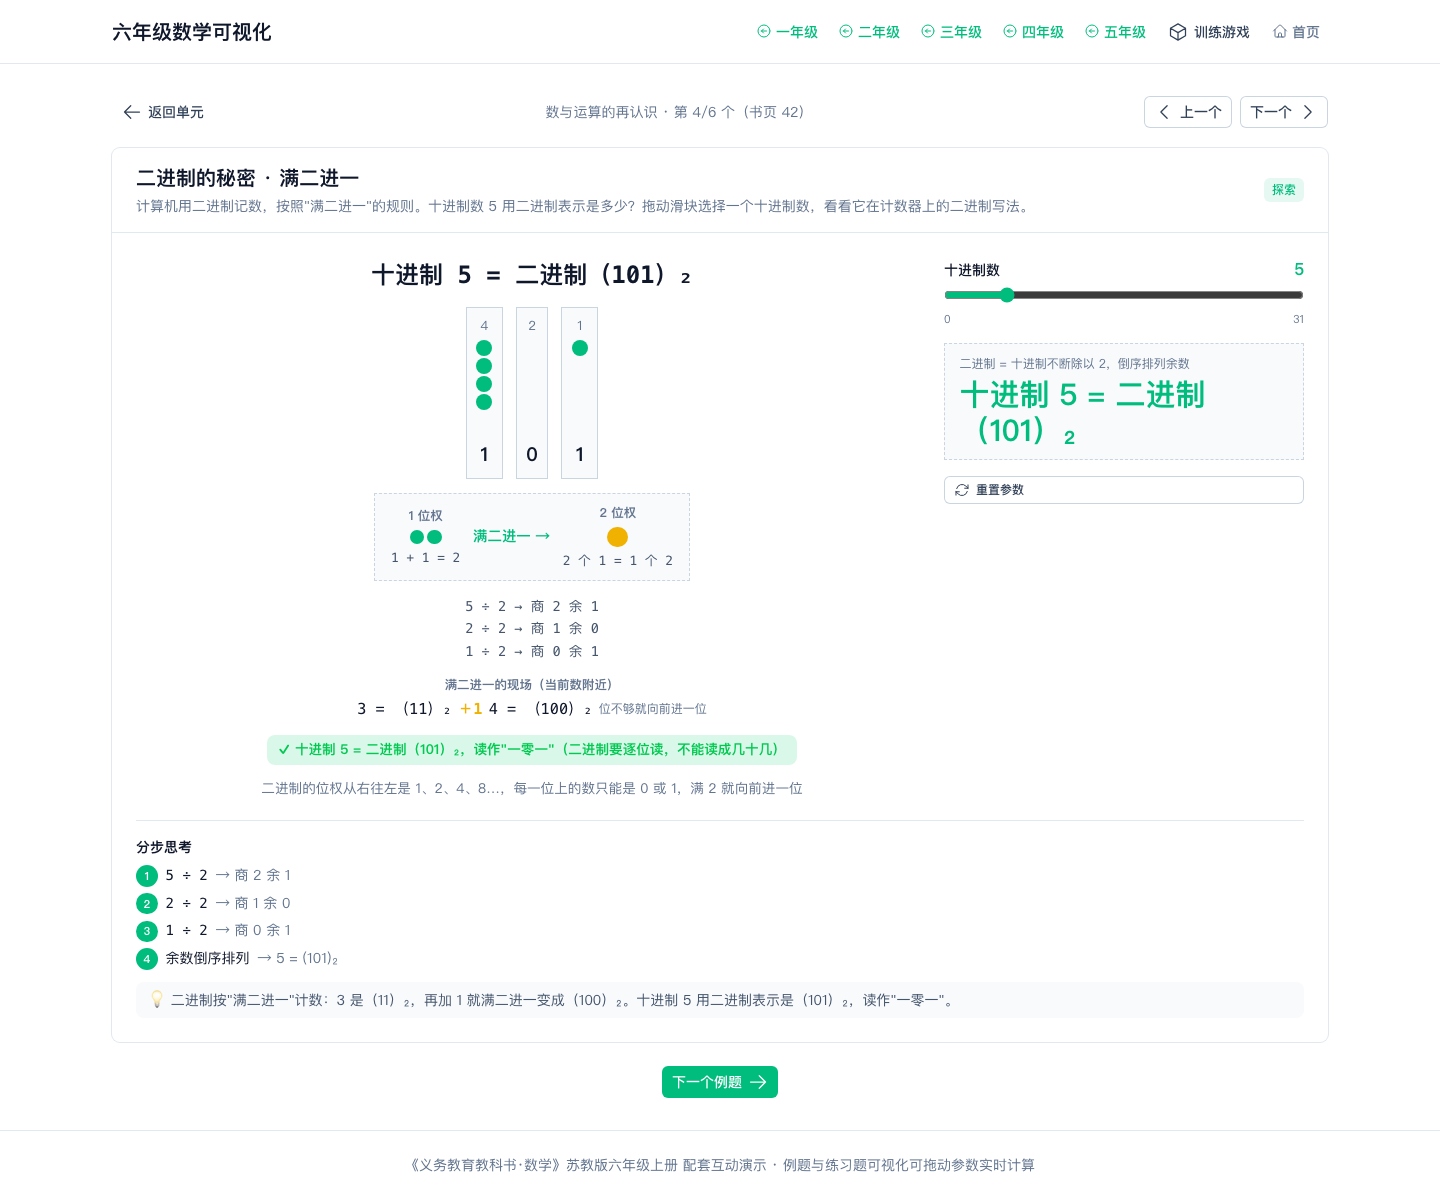 六年级数学可视化
一年级 二年级 三年级 四年级 五年级 训练游戏 首页
返回单元
数与运算的再认识 · 第 4/6 个（书页 42）
上一个 下一个
二进制的秘密 · 满二进一
计算机用二进制记数，按照"满二进一"的规则。十进制数 5 用二进制表示是多少？拖动滑块选择一个十进制数，看看它在计数器上的二进制写法。
探索
十进制 5 = 二进制（101）₂
4 2 1
1 0 1
1 位权
1 + 1 = 2
满二进一 →
2 位权
2 个 1 = 1 个 2
5 ÷ 2 → 商 2 余 1
2 ÷ 2 → 商 1 余 0
1 ÷ 2 → 商 0 余 1
满二进一的现场（当前数附近）
3 = （11）₂ +1 4 = （100）₂ 位不够就向前进一位
✓ 十进制 5 = 二进制（101）₂，读作"一零一"（二进制要逐位读，不能读成几十几）
二进制的位权从右往左是 1、2、4、8…，每一位上的数只能是 0 或 1，满 2 就向前进一位
十进制数 5
0 31
二进制 = 十进制不断除以 2，倒序排列余数
十进制 5 = 二进制
（101）₂
重置参数
分步思考
1 5 ÷ 2 → 商 2 余 1
2 2 ÷ 2 → 商 1 余 0
3 1 ÷ 2 → 商 0 余 1
4 余数倒序排列 → 5 = (101)₂
二进制按"满二进一"计数：3 是（11）₂，再加 1 就满二进一变成（100）₂。十进制 5 用二进制表示是（101）₂，读作"一零一"。
下一个例题 →
《义务教育教科书·数学》苏教版六年级上册 配套互动演示 · 例题与练习题可视化可拖动参数实时计算